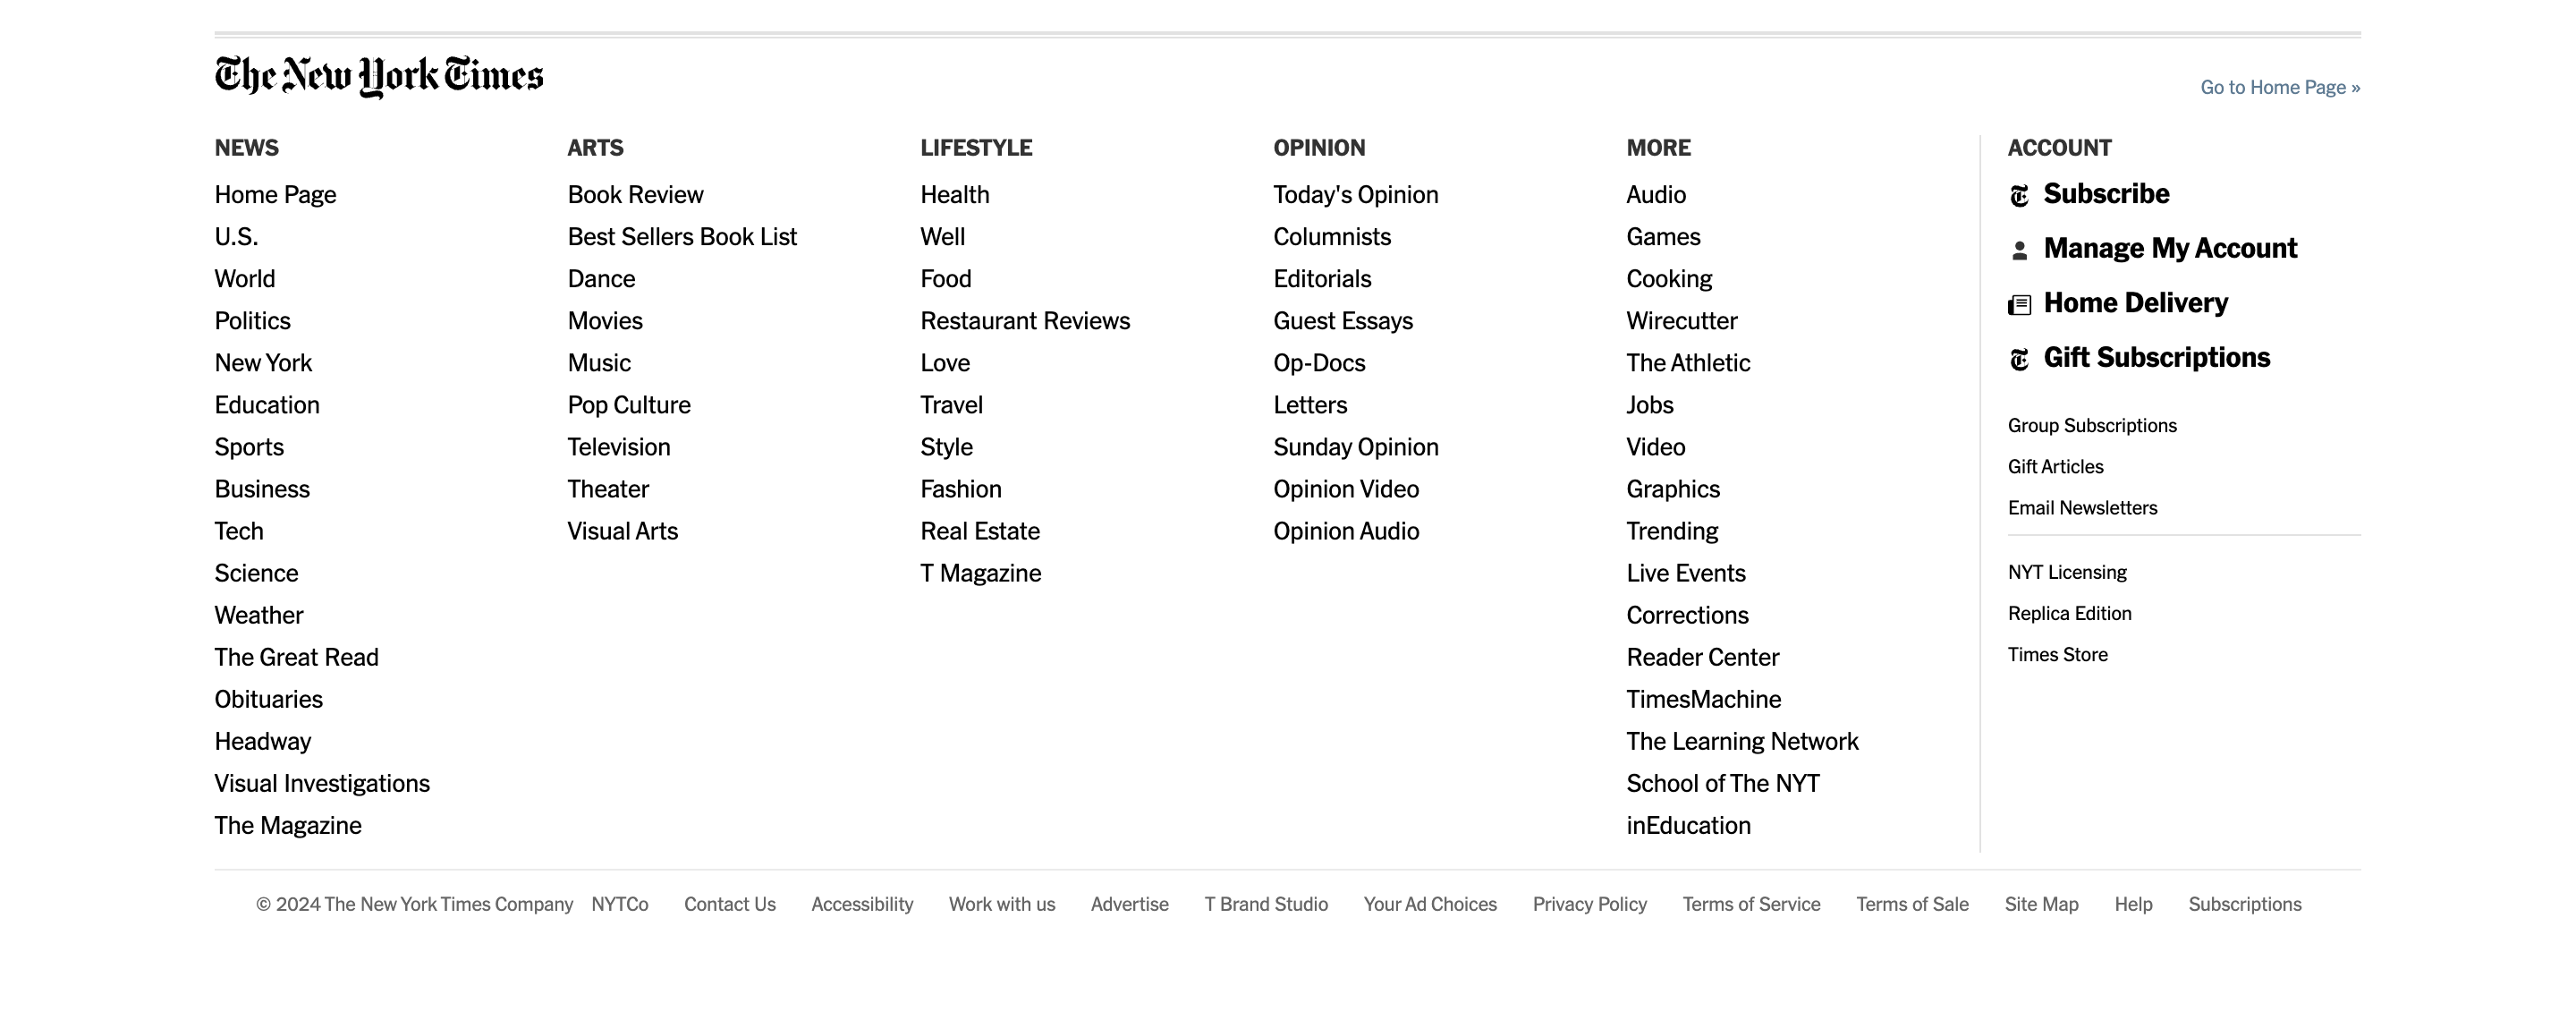 The New York Times
Go to Home Page »
NEWS
Home Page
U.S.
World
Politics
New York
Education
Sports
Business
Tech
Science
Weather
The Great Read
Obituaries
Headway
Visual Investigations
The Magazine
ARTS
Book Review
Best Sellers Book List
Dance
Movies
Music
Pop Culture
Television
Theater
Visual Arts
LIFESTYLE
Health
Well
Food
Restaurant Reviews
Love
Travel
Style
Fashion
Real Estate
T Magazine
OPINION
Today's Opinion
Columnists
Editorials
Guest Essays
Op-Docs
Letters
Sunday Opinion
Opinion Video
Opinion Audio
MORE
Audio
Games
Cooking
Wirecutter
The Athletic
Jobs
Video
Graphics
Trending
Live Events
Corrections
Reader Center
TimesMachine
The Learning Network
School of The NYT
inEducation
ACCOUNT
T Subscribe
Manage My Account
Home Delivery
T Gift Subscriptions
Group Subscriptions
Gift Articles
Email Newsletters
NYT Licensing
Replica Edition
Times Store
© 2024 The New York Times Company NYTCo Contact Us Accessibility Work with us Advertise T Brand Studio Your Ad Choices Privacy Policy Terms of Service Terms of Sale Site Map Help Subscriptions